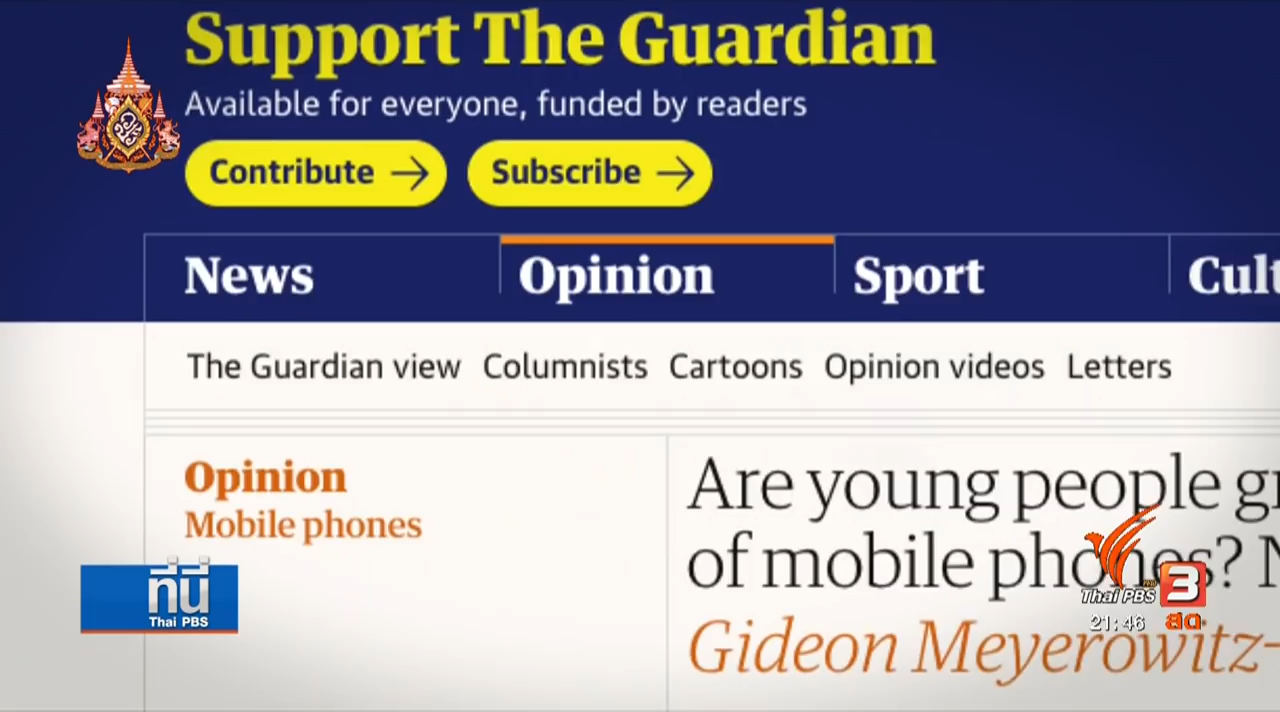 Support The Guardian
Available for everyone, funded by readers
Contribute →
Subscribe →
News
Opinion
Sport
Cult
The Guardian view
Columnists
Cartoons
Opinion videos
Letters
Opinion
Mobile phones
Are young people
of mobile phones?
Gideon Meyerowitz-
ที่นี่
Thai PBS
Thai PBS
3
21:46
สด